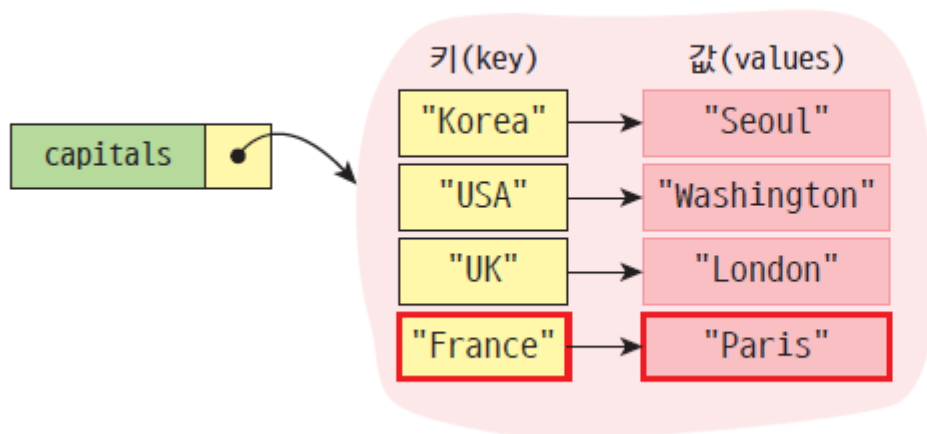 키(key) 값(values)
capitals
"Korea" "Seoul"
"USA" "Washington"
"UK" "London"
"France" "Paris"